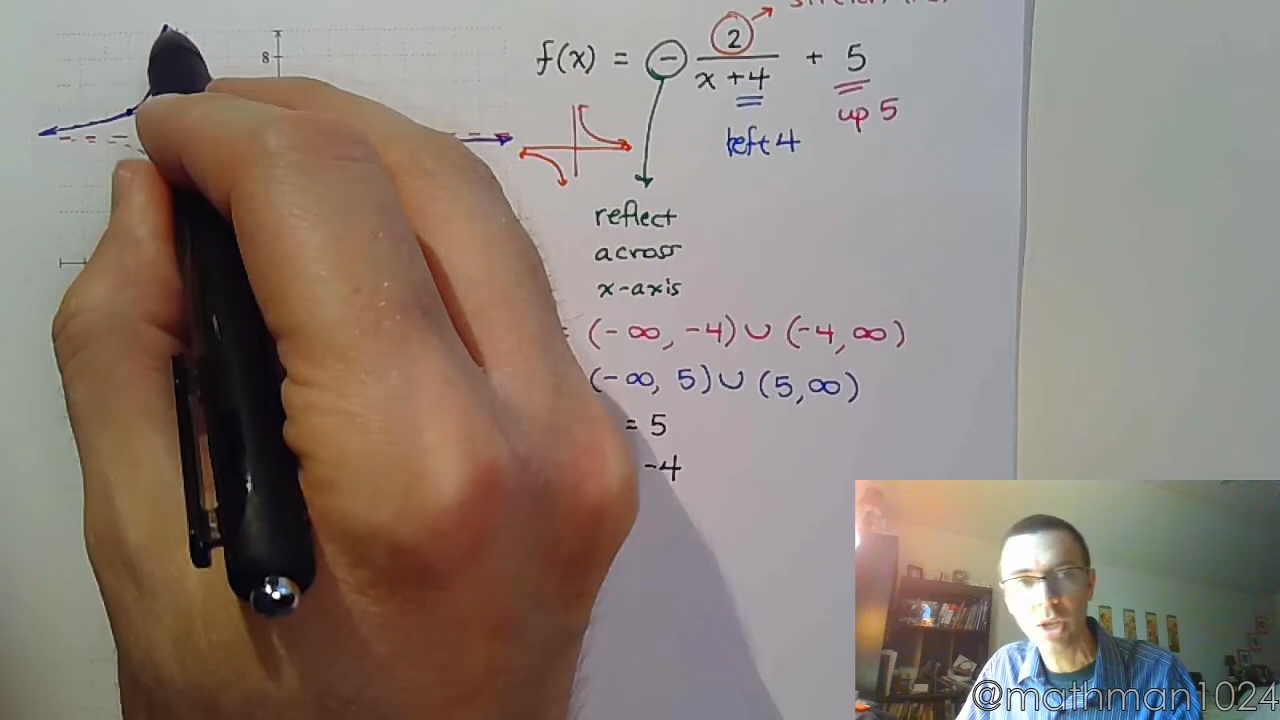 8
f(x) = - 2 / x + 4 + 5
up 5
left 4
reflect
across
x-axis
(-∞, -4) ∪ (-4, ∞)
(-∞, 5) ∪ (5, ∞)
= 5
-4
@mathman1024